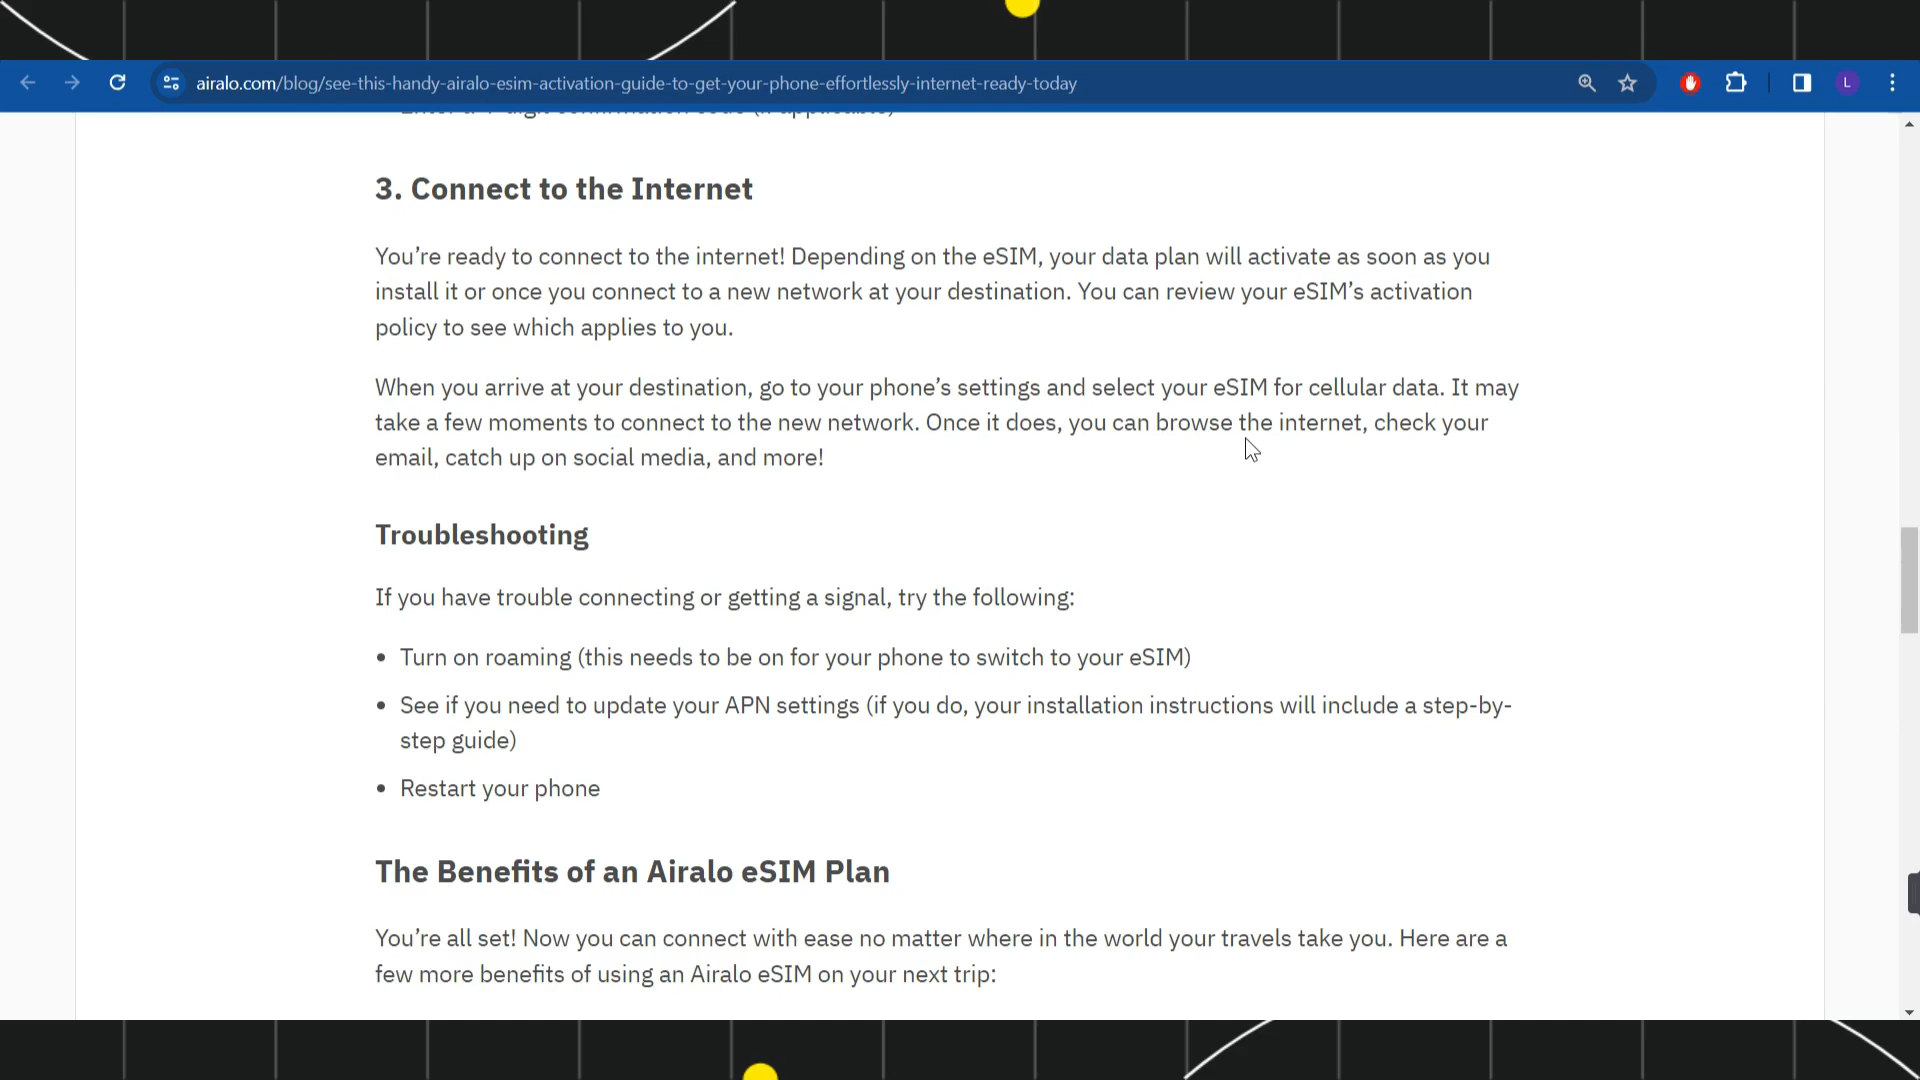 airalo.com/blog/see-this-handy-airalo-esim-activation-guide-to-get-your-phone-effortlessly-internet-ready-today
L
3. Connect to the Internet
You’re ready to connect to the internet! Depending on the eSIM, your data plan will activate as soon as you
install it or once you connect to a new network at your destination. You can review your eSIM’s activation
policy to see which applies to you.
When you arrive at your destination, go to your phone’s settings and select your eSIM for cellular data. It may
take a few moments to connect to the new network. Once it does, you can browse the internet, check your
email, catch up on social media, and more!
Troubleshooting
If you have trouble connecting or getting a signal, try the following:
• Turn on roaming (this needs to be on for your phone to switch to your eSIM)
• See if you need to update your APN settings (if you do, your installation instructions will include a step-by-
step guide)
• Restart your phone
The Benefits of an Airalo eSIM Plan
You’re all set! Now you can connect with ease no matter where in the world your travels take you. Here are a
few more benefits of using an Airalo eSIM on your next trip: